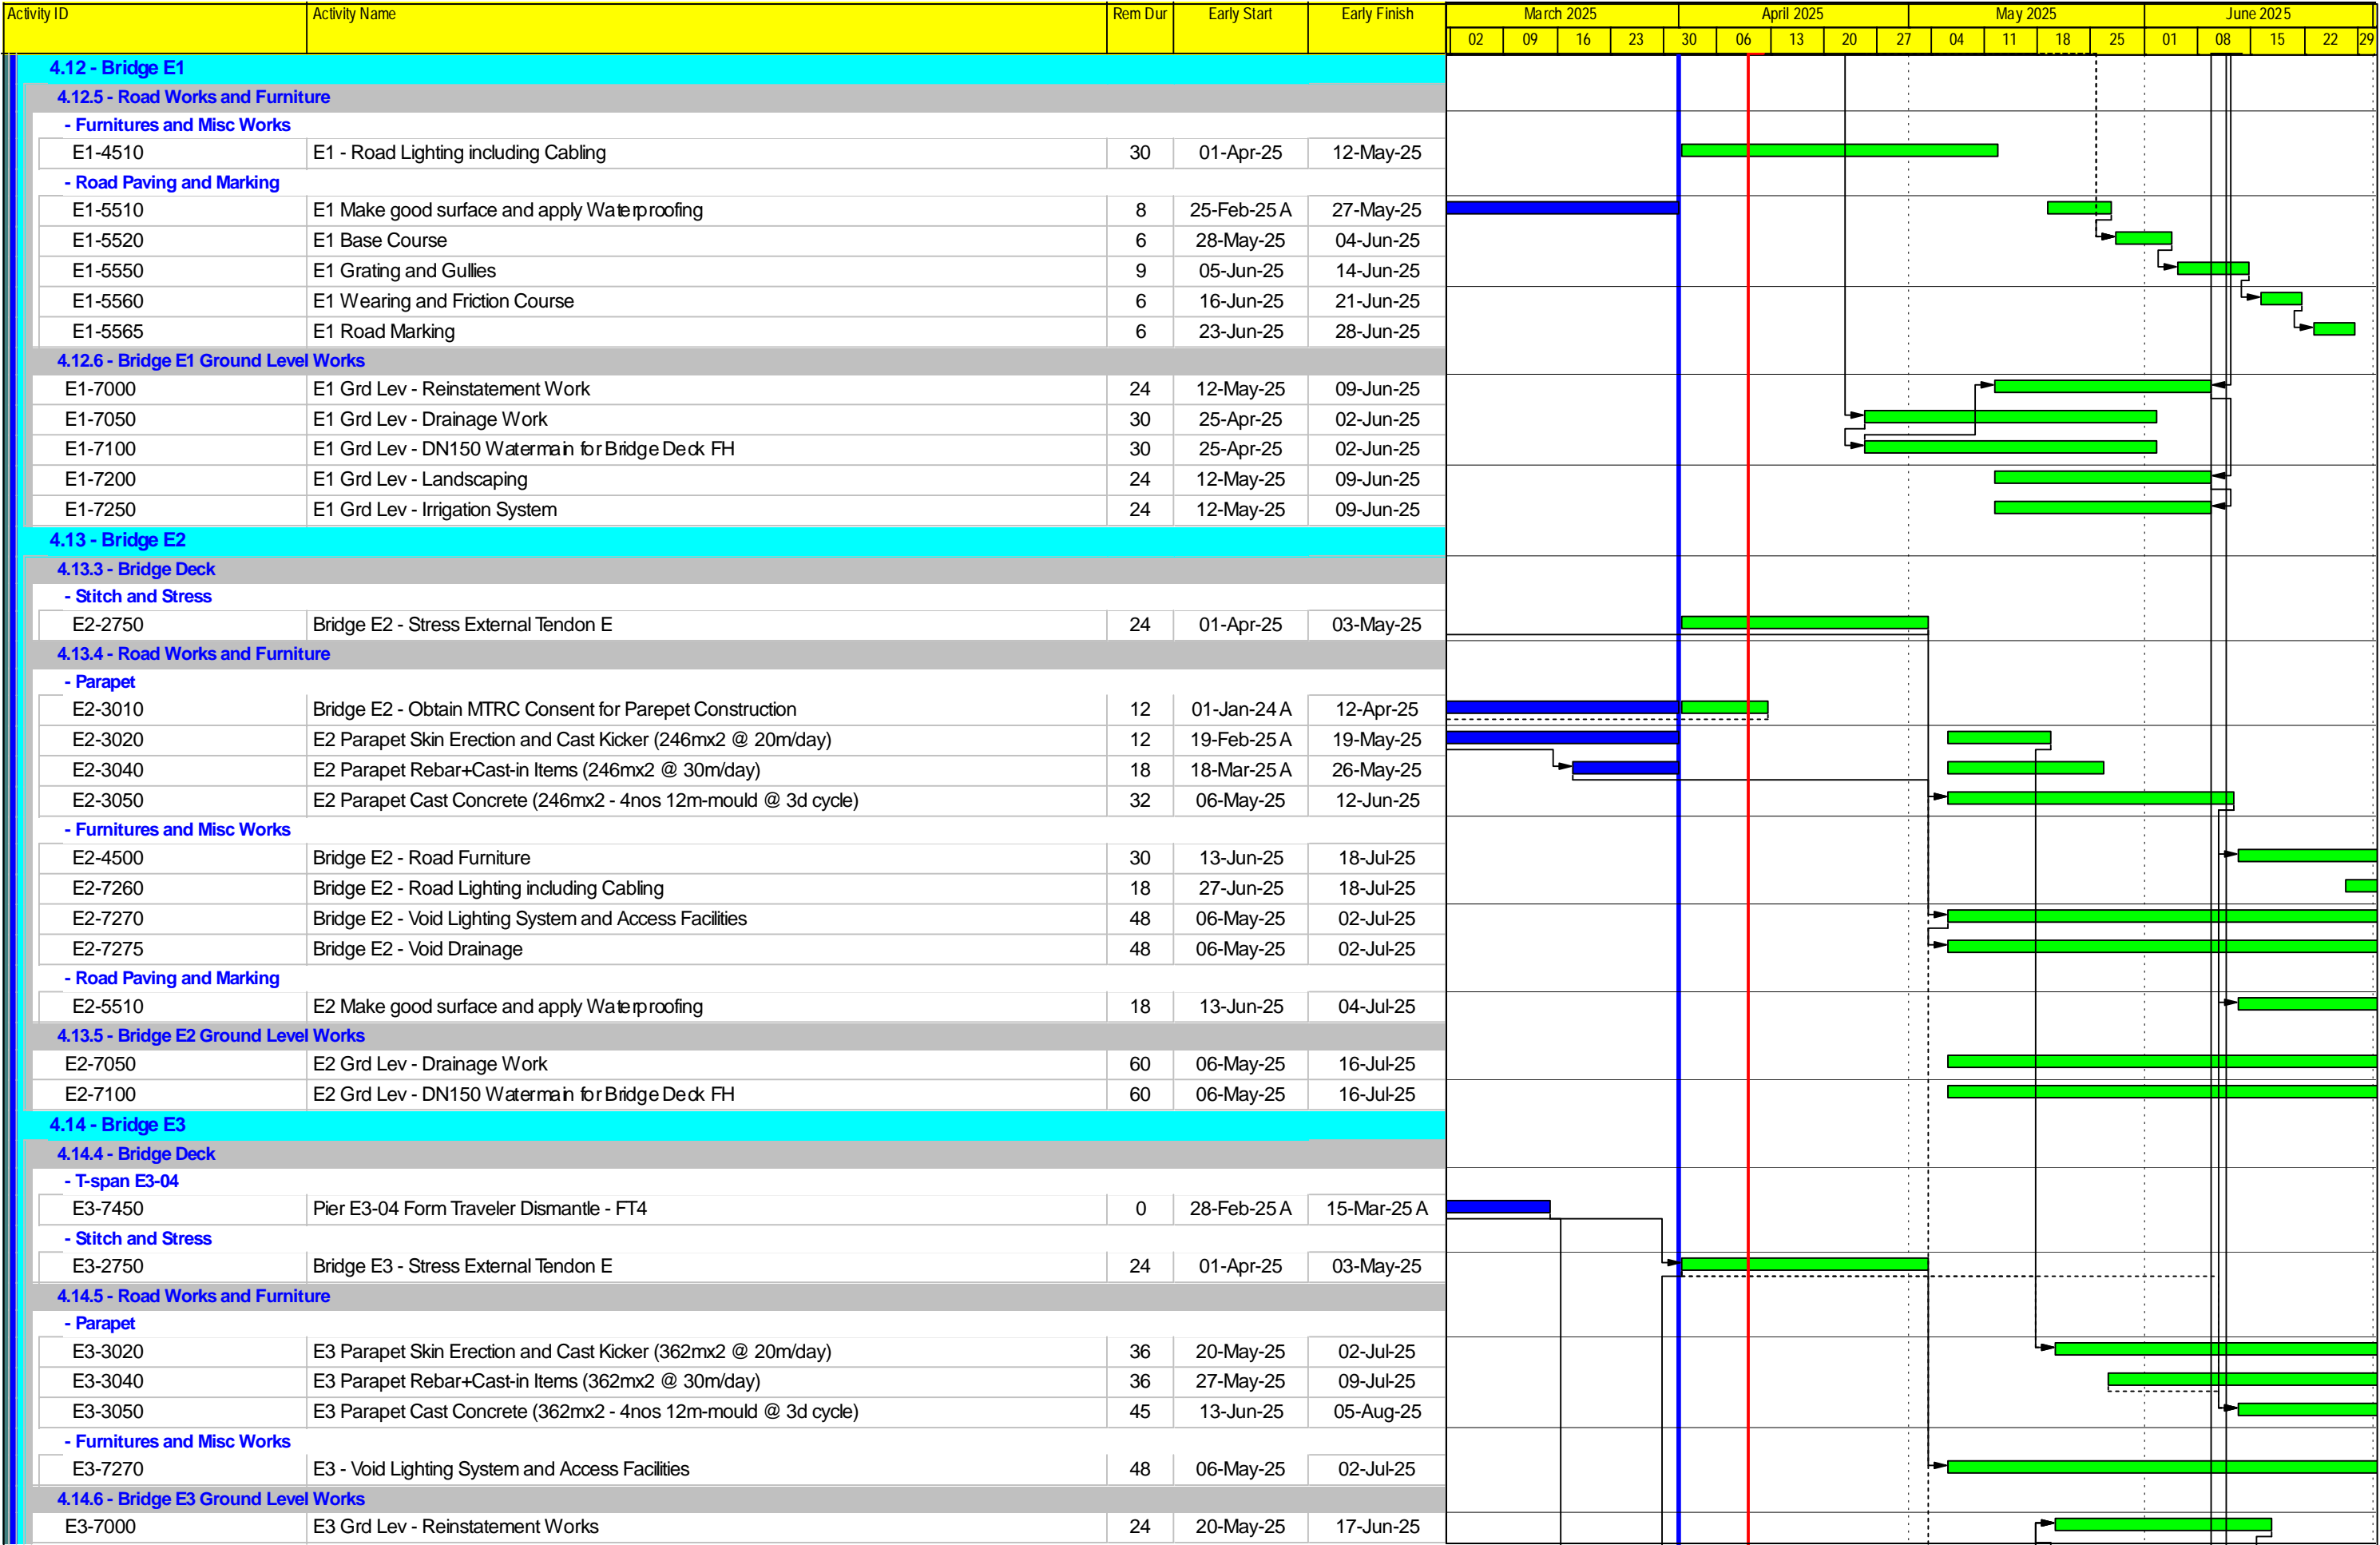 Activity ID Activity Name Rem Dur Early Start Early Finish March 2025 April 2025 May 2025 June 2025
02 09 16 23 30 06 13 20 27 04 11 18 25 01 08 15 22 29
4.12 - Bridge E1
4.12.5 - Road Works and Furniture
- Furnitures and Misc Works
E1-4510 E1 - Road Lighting including Cabling 30 01-Apr-25 12-May-25
- Road Paving and Marking
E1-5510 E1 Make good surface and apply Waterproofing 8 25-Feb-25 A 27-May-25
E1-5520 E1 Base Course 6 28-May-25 04-Jun-25
E1-5550 E1 Grating and Gullies 9 05-Jun-25 14-Jun-25
E1-5560 E1 Wearing and Friction Course 6 16-Jun-25 21-Jun-25
E1-5565 E1 Road Marking 6 23-Jun-25 28-Jun-25
4.12.6 - Bridge E1 Ground Level Works
E1-7000 E1 Grd Lev - Reinstatement Work 24 12-May-25 09-Jun-25
E1-7050 E1 Grd Lev - Drainage Work 30 25-Apr-25 02-Jun-25
E1-7100 E1 Grd Lev - DN150 Watermain for Bridge Deck FH 30 25-Apr-25 02-Jun-25
E1-7200 E1 Grd Lev - Landscaping 24 12-May-25 09-Jun-25
E1-7250 E1 Grd Lev - Irrigation System 24 12-May-25 09-Jun-25
4.13 - Bridge E2
4.13.3 - Bridge Deck
- Stitch and Stress
E2-2750 Bridge E2 - Stress External Tendon E 24 01-Apr-25 03-May-25
4.13.4 - Road Works and Furniture
- Parapet
E2-3010 Bridge E2 - Obtain MTRC Consent for Parepet Construction 12 01-Jan-24 A 12-Apr-25
E2-3020 E2 Parapet Skin Erection and Cast Kicker (246mx2 @ 20m/day) 12 19-Feb-25 A 19-May-25
E2-3040 E2 Parapet Rebar+Cast-in Items (246mx2 @ 30m/day) 18 18-Mar-25 A 26-May-25
E2-3050 E2 Parapet Cast Concrete (246mx2 - 4nos 12m-mould @ 3d cycle) 32 06-May-25 12-Jun-25
- Furnitures and Misc Works
E2-4500 Bridge E2 - Road Furniture 30 13-Jun-25 18-Jul-25
E2-7260 Bridge E2 - Road Lighting including Cabling 18 27-Jun-25 18-Jul-25
E2-7270 Bridge E2 - Void Lighting System and Access Facilities 48 06-May-25 02-Jul-25
E2-7275 Bridge E2 - Void Drainage 48 06-May-25 02-Jul-25
- Road Paving and Marking
E2-5510 E2 Make good surface and apply Waterproofing 18 13-Jun-25 04-Jul-25
4.13.5 - Bridge E2 Ground Level Works
E2-7050 E2 Grd Lev - Drainage Work 60 06-May-25 16-Jul-25
E2-7100 E2 Grd Lev - DN150 Watermain for Bridge Deck FH 60 06-May-25 16-Jul-25
4.14 - Bridge E3
4.14.4 - Bridge Deck
- T-span E3-04
E3-7450 Pier E3-04 Form Traveler Dismantle - FT4 0 28-Feb-25 A 15-Mar-25 A
- Stitch and Stress
E3-2750 Bridge E3 - Stress External Tendon E 24 01-Apr-25 03-May-25
4.14.5 - Road Works and Furniture
- Parapet
E3-3020 E3 Parapet Skin Erection and Cast Kicker (362mx2 @ 20m/day) 36 20-May-25 02-Jul-25
E3-3040 E3 Parapet Rebar+Cast-in Items (362mx2 @ 30m/day) 36 27-May-25 09-Jul-25
E3-3050 E3 Parapet Cast Concrete (362mx2 - 4nos 12m-mould @ 3d cycle) 45 13-Jun-25 05-Aug-25
- Furnitures and Misc Works
E3-7270 E3 - Void Lighting System and Access Facilities 48 06-May-25 02-Jul-25
4.14.6 - Bridge E3 Ground Level Works
E3-7000 E3 Grd Lev - Reinstatement Works 24 20-May-25 17-Jun-25